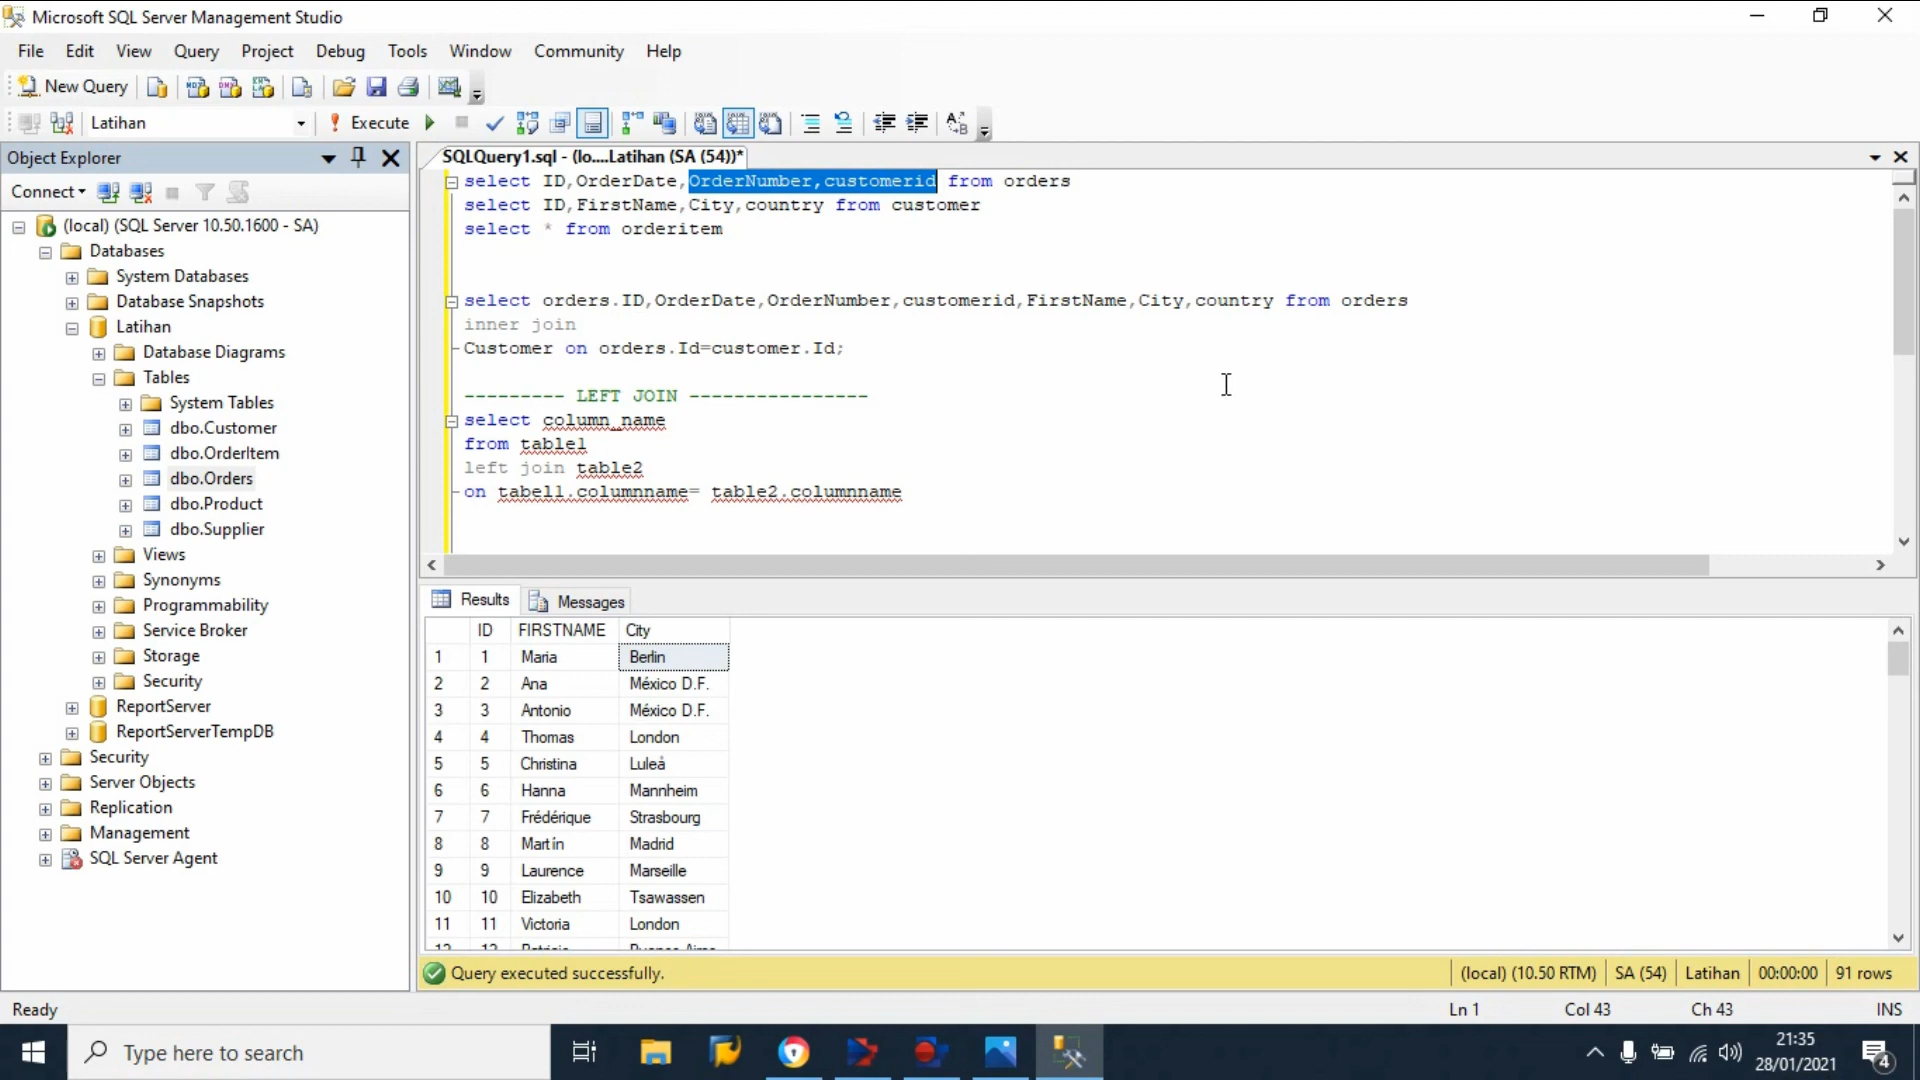 Microsoft SQL Server Management Studio
File Edit View Query Project Debug Tools Window Community Help
New Query
Latihan Execute
Object Explorer
Connect
(local) (SQL Server 10.50.1600 - SA)
Databases
System Databases
Database Snapshots
Latihan
Database Diagrams
Tables
System Tables
dbo.Customer
dbo.OrderItem
dbo.Orders
dbo.Product
dbo.Supplier
Views
Synonyms
Programmability
Service Broker
Storage
Security
ReportServer
ReportServerTempDB
Security
Server Objects
Replication
Management
SQL Server Agent
SQLQuery1.sql - (lo....Latihan (SA (54))*
select ID,OrderDate,OrderNumber,customerid from orders
select ID,FirstName,City,country from customer
select * from orderitem
select orders.ID,OrderDate,OrderNumber,customerid,FirstName,City,country from orders
inner join
Customer on orders.Id=customer.Id;
--------- LEFT JOIN ----------------
select column_name
from table1
left join table2
on tabel1.columnname= table2.columnname
Results Messages
ID FIRSTNAME City
1 1 Maria Berlin
2 2 Ana México D.F.
3 3 Antonio México D.F.
4 4 Thomas London
5 5 Christina Luleå
6 6 Hanna Mannheim
7 7 Frédérique Strasbourg
8 8 Martín Madrid
9 9 Laurence Marseille
10 10 Elizabeth Tsawassen
11 11 Victoria London
12 12 Patricio Buenos Aires
Query executed successfully. (local) (10.50 RTM) SA (54) Latihan 00:00:00 91 rows
Ready Ln 1 Col 43 Ch 43 INS
Type here to search
21:35
28/01/2021
4